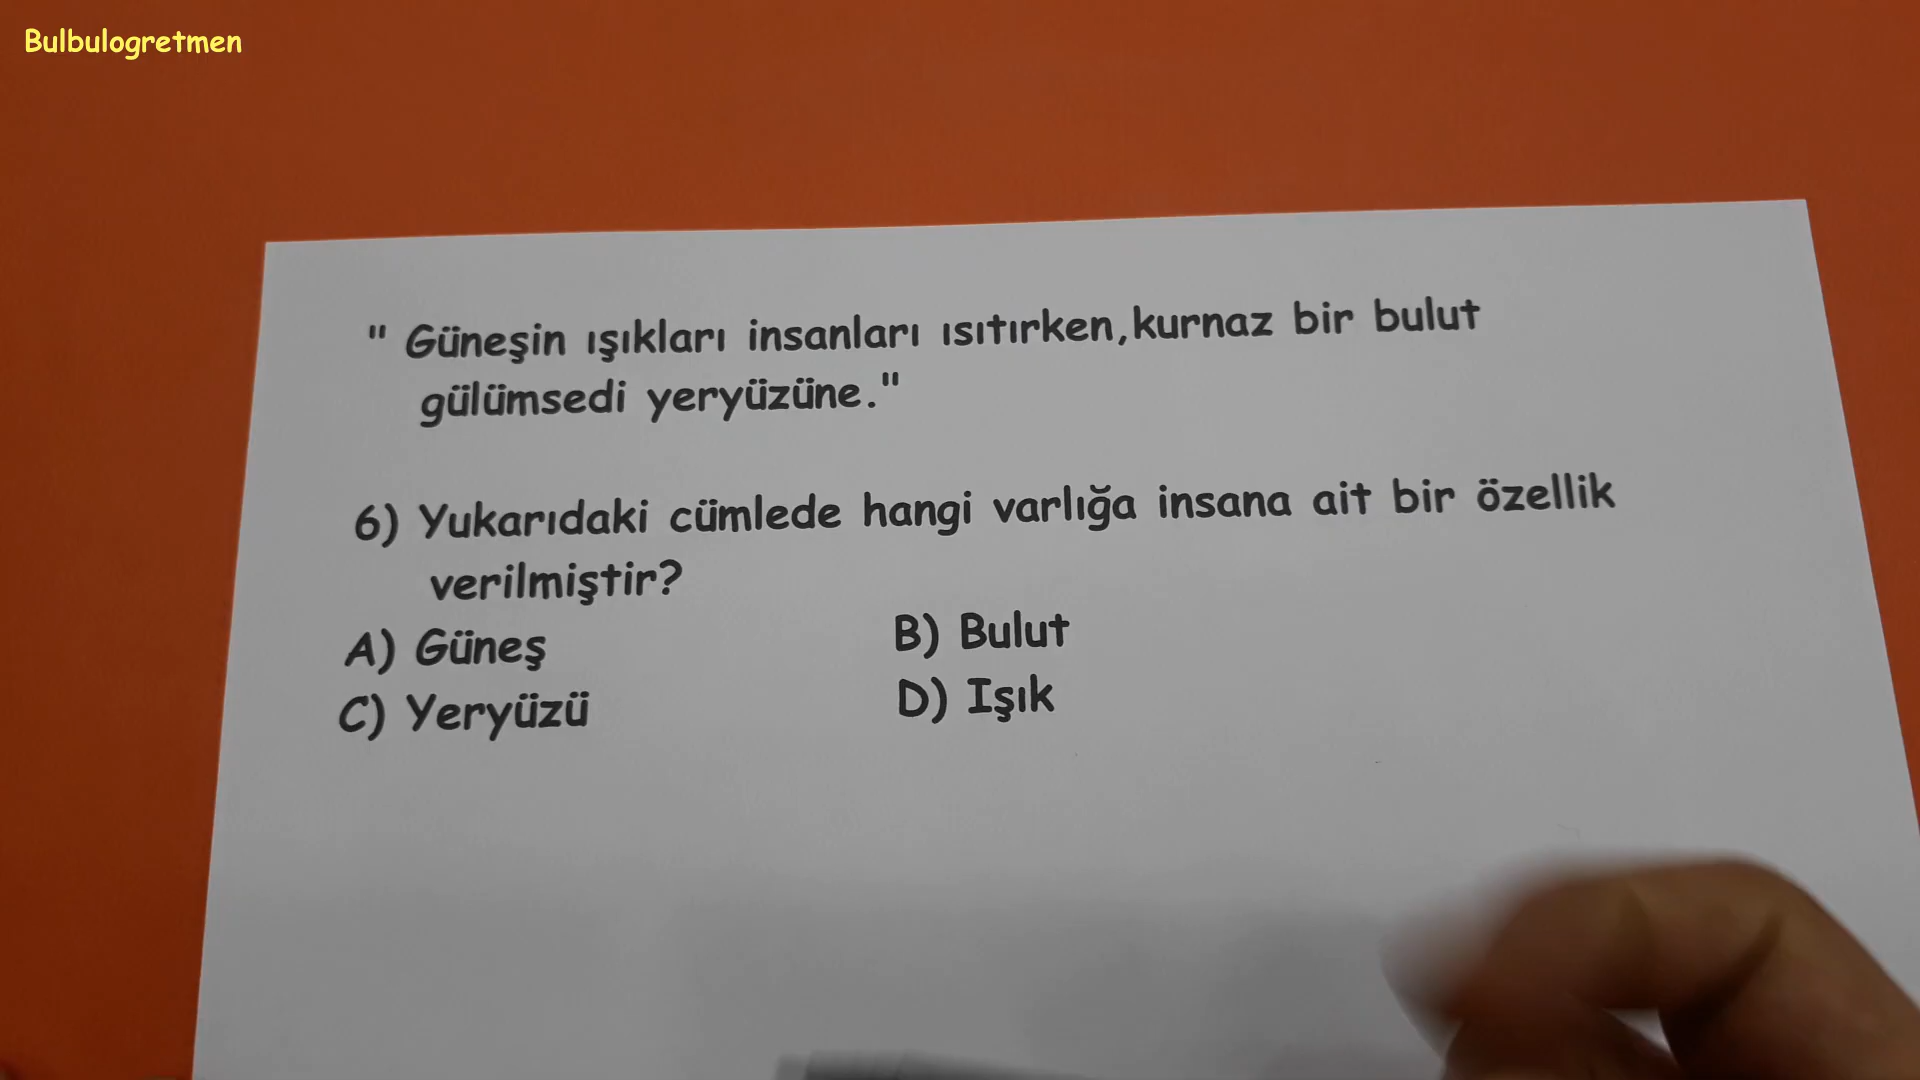 Bulbulogretmen
" Güneşin ışıkları insanları ısıtırken,kurnaz bir bulut
gülümsedi yeryüzüne."
6) Yukarıdaki cümlede hangi varlığa insana ait bir özellik
verilmiştir?
A) Güneş B) Bulut
C) Yeryüzü D) Işık